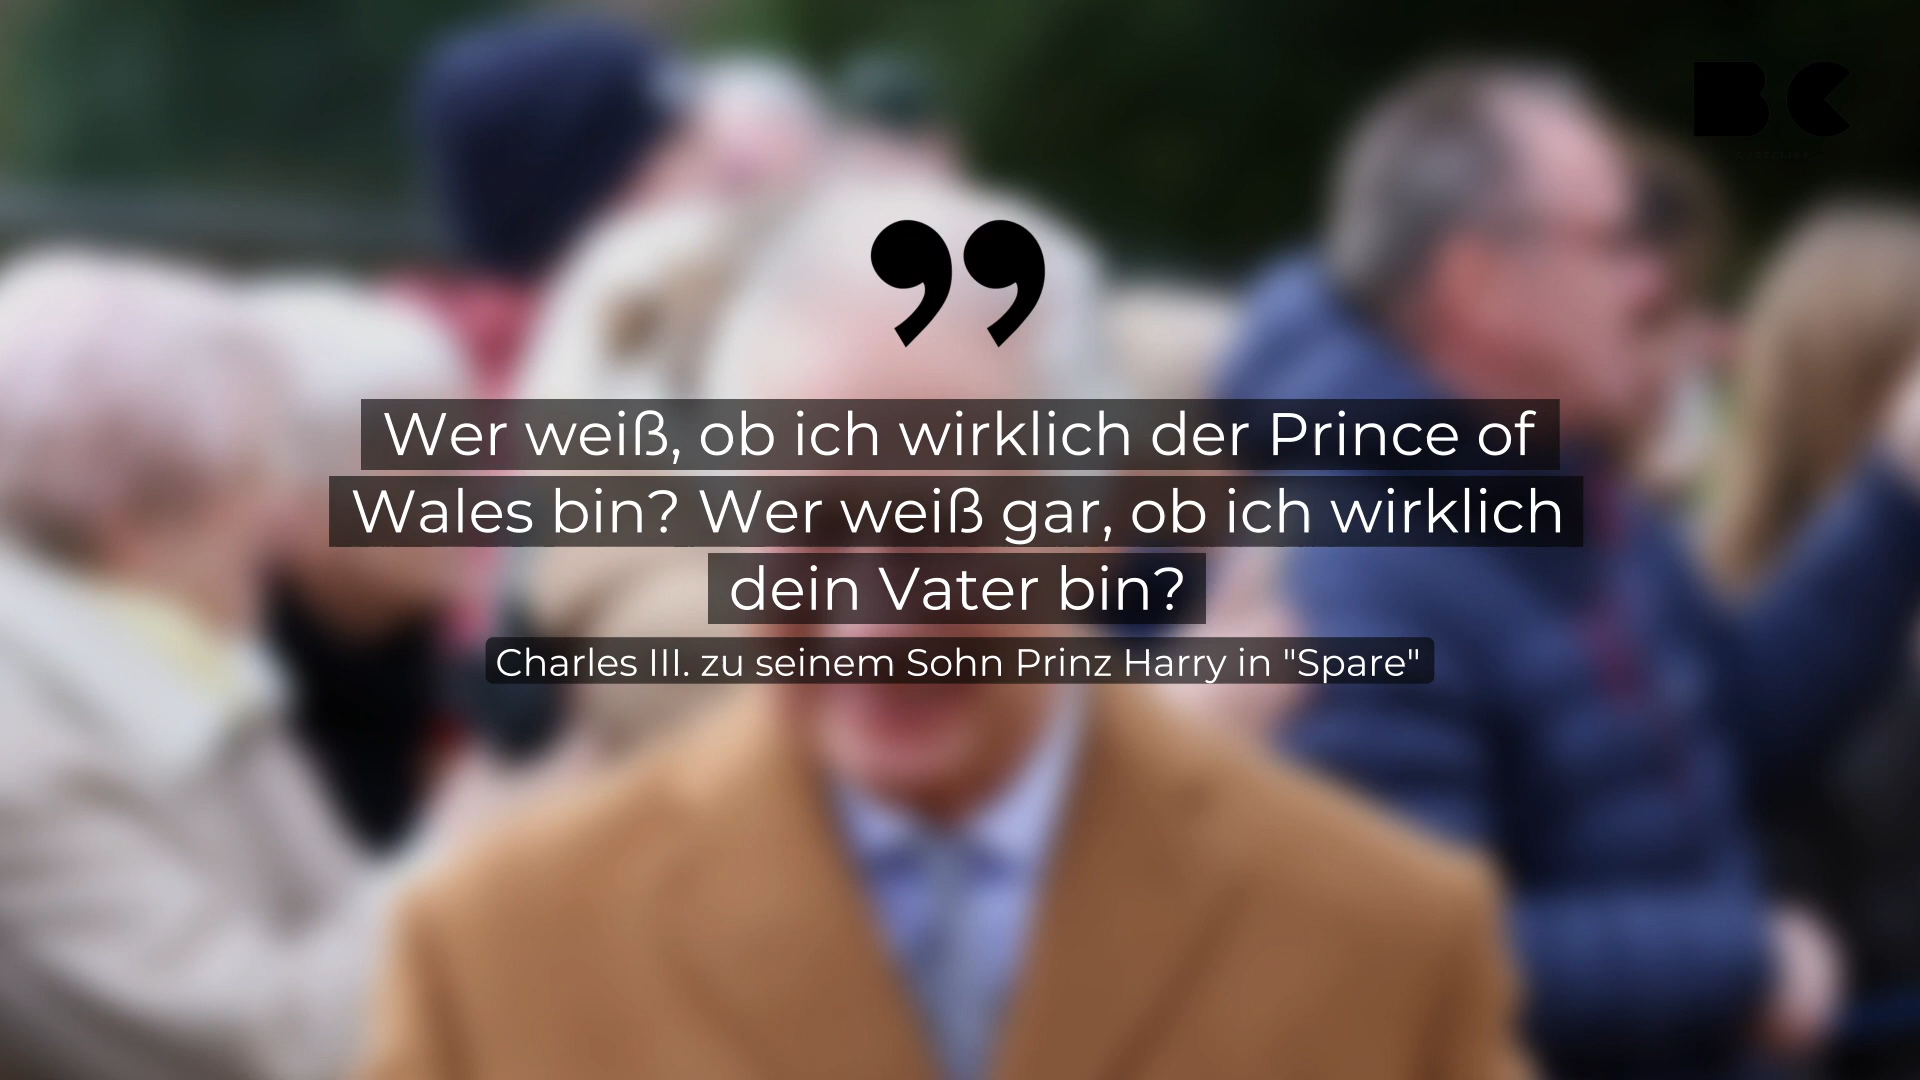 BC
”
Wer weiß, ob ich wirklich der Prince of
Wales bin? Wer weiß gar, ob ich wirklich
dein Vater bin?
Charles III. zu seinem Sohn Prinz Harry in "Spare"